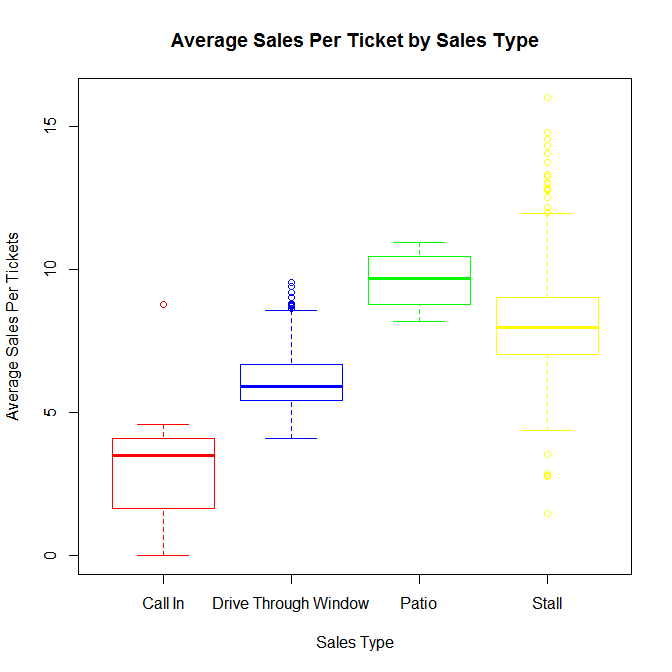 Average Sales Per Ticket by Sales Type
Average Sales Per Tickets
15
10
5
0
Call In
Drive Through Window
Patio
Stall
Sales Type